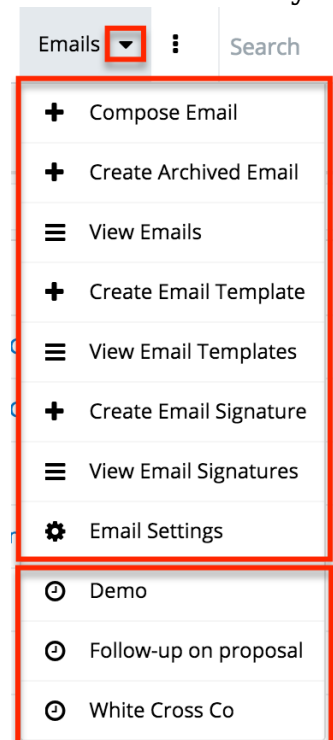 Emails
Search
Compose Email
Create Archived Email
View Emails
Create Email Template
View Email Templates
Create Email Signature
View Email Signatures
Email Settings
Demo
Follow-up on proposal
White Cross Co